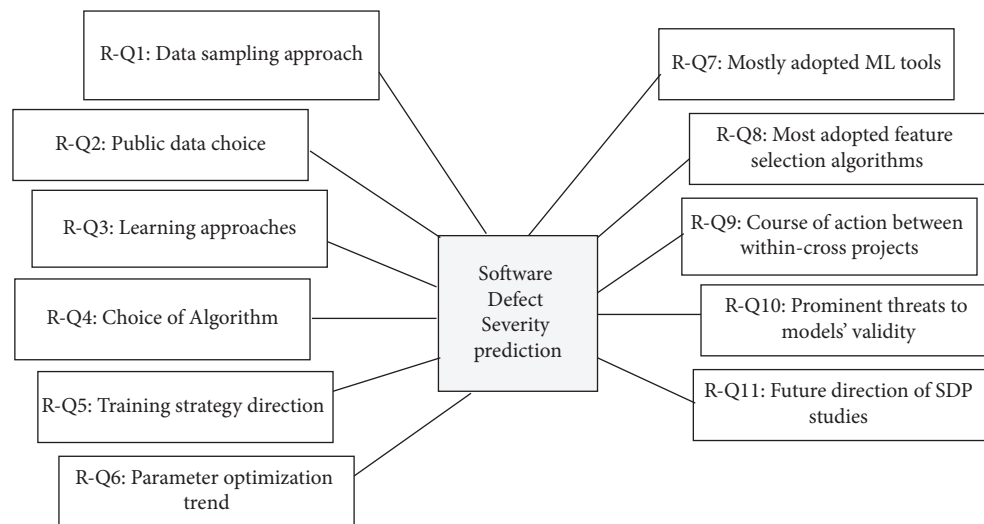 R-Q1: Data sampling approach
R-Q2: Public data choice
R-Q3: Learning approaches
R-Q4: Choice of Algorithm
R-Q5: Training strategy direction
R-Q6: Parameter optimization
trend
Software
Defect
Severity
prediction
R-Q7: Mostly adopted ML tools
R-Q8: Most adopted feature
selection algorithms
R-Q9: Course of action between
within-cross projects
R-Q10: Prominent threats to
models’ validity
R-Q11: Future direction of SDP
studies